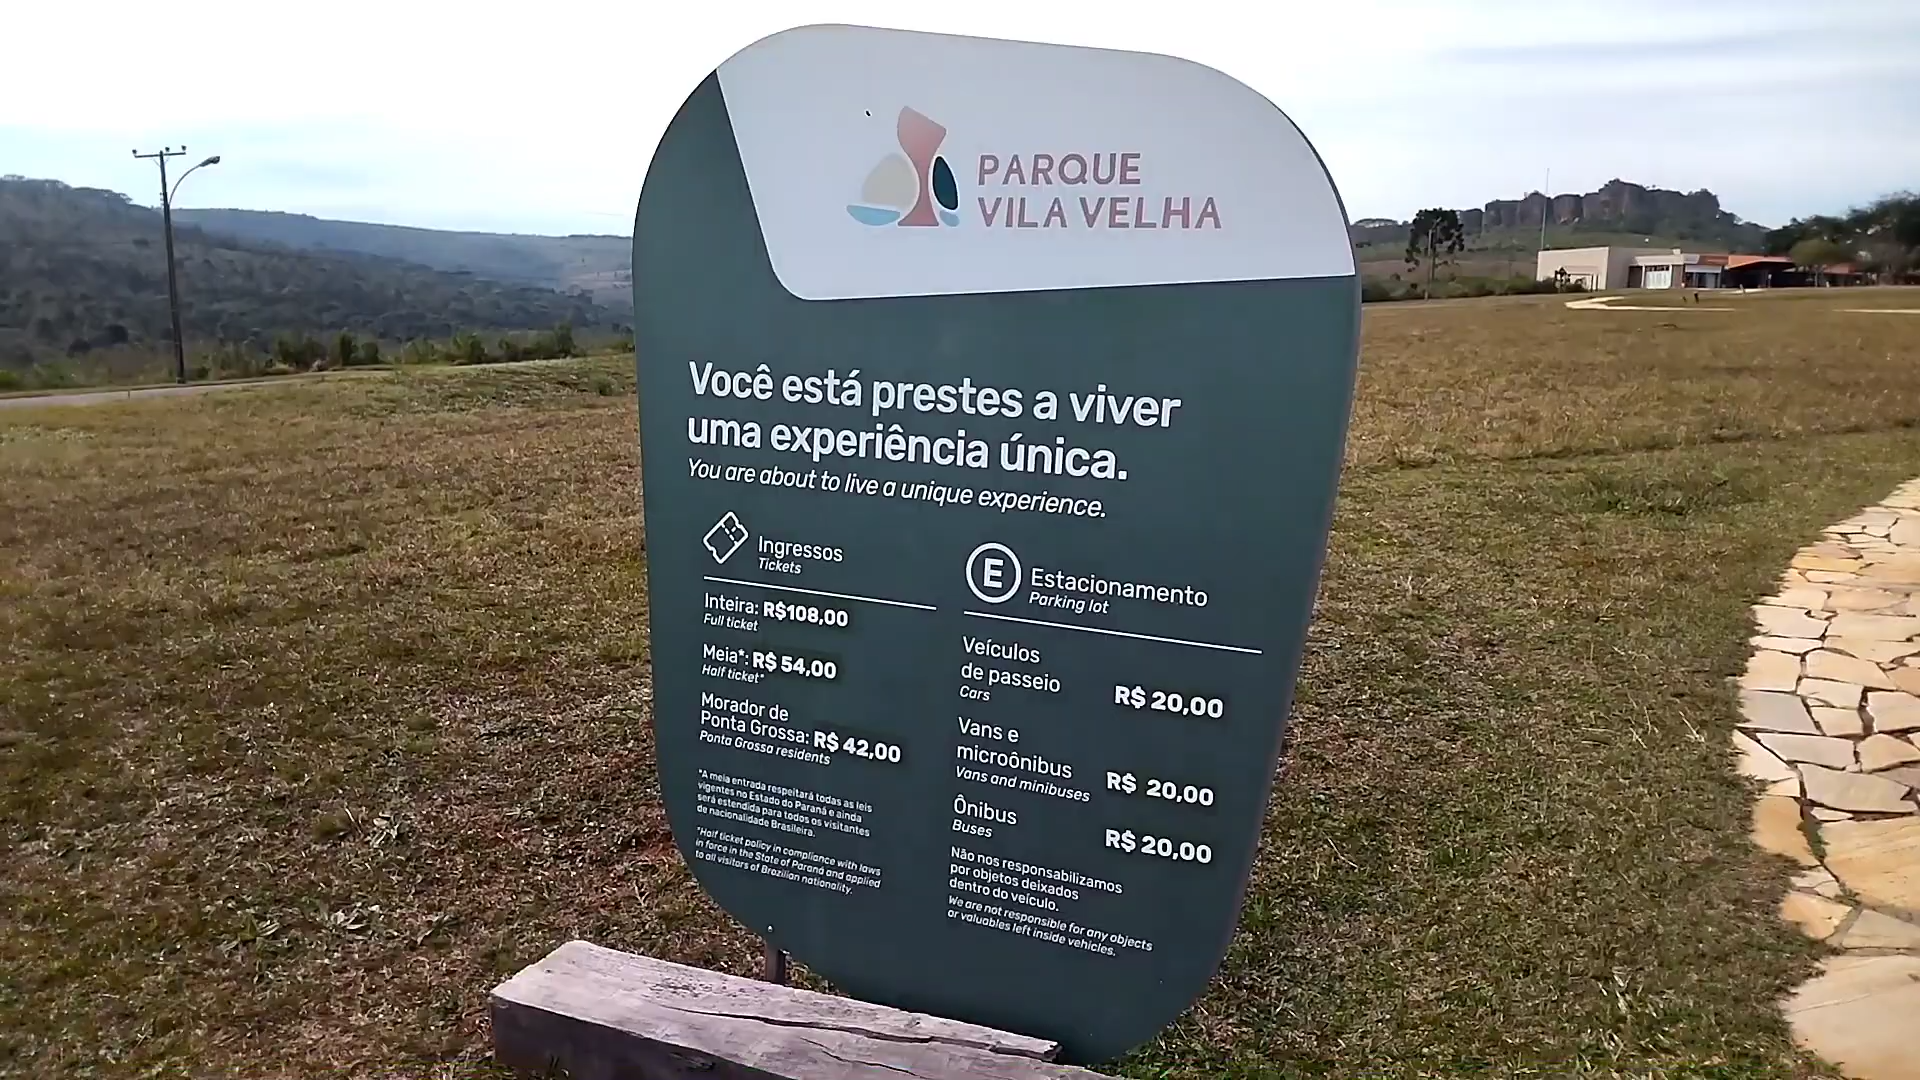 PARQUE
VILA VELHA
Você está prestes a viver
uma experiência única.
You are about to live a unique experience.
Ingressos
Tickets
Inteira: R$108,00
Full ticket
Meia*: R$ 54,00
Half ticket*
Morador de
Ponta Grossa: R$ 42,00
Ponta Grossa residents
*A meia entrada respeitará todas as leis
vigentes no Estado do Paraná e ainda
será estendida para todos os visitantes
de nacionalidade Brasileira.
*Half ticket policy in compliance with laws
in force in the State of Paraná and applied
to all visitors of Brazilian nationality.
E
Estacionamento
Parking lot
Veículos
de passeio
Cars
R$ 20,00
Vans e
microônibus
Vans and minibuses
R$ 20,00
Ônibus
Buses
R$ 20,00
Não nos responsabilizamos
por objetos deixados
dentro do veículo.
We are not responsible for any objects
or valuables left inside vehicles.